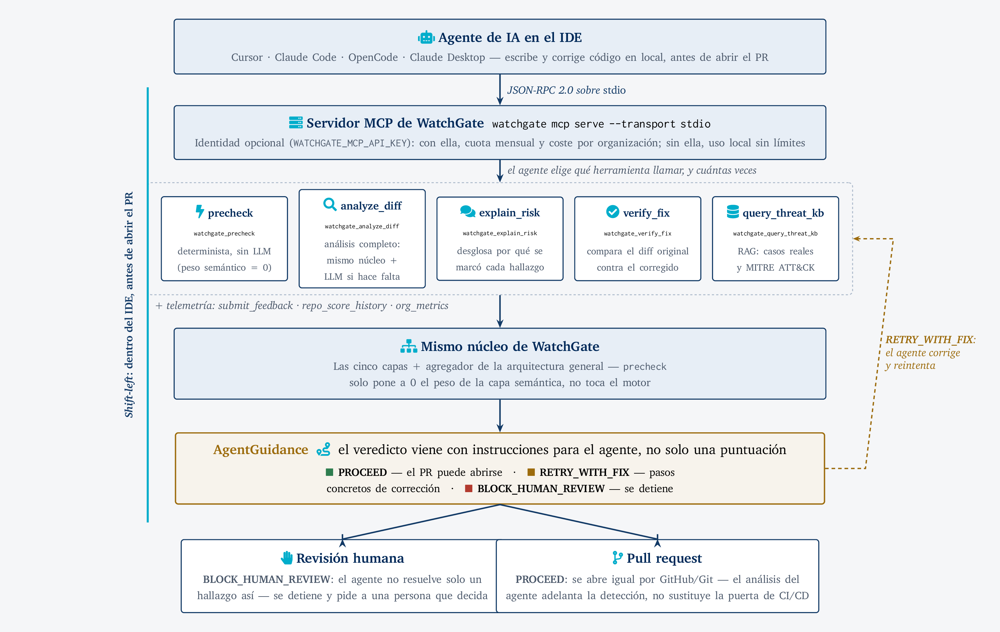 Agente de IA en el IDE
Cursor · Claude Code · OpenCode · Claude Desktop — escribe y corrige código en local, antes de abrir el PR
JSON-RPC 2.0 sobre stdio
Servidor MCP de WatchGate watchgate mcp serve --transport stdio
Identidad opcional (WATCHGATE_MCP_API_KEY): con ella, cuota mensual y coste por organización; sin ella, uso local sin límites
el agente elige qué herramienta llamar, y cuántas veces
Shift-left: dentro del IDE, antes de abrir el PR
precheck
watchgate_precheck
determinista, sin LLM
(peso semántico = 0)
analyze_diff
watchgate_analyze_diff
análisis completo:
mismo núcleo +
LLM si hace falta
explain_risk
watchgate_explain_risk
desglosa por qué se
marcó cada hallazgo
verify_fix
watchgate_verify_fix
compara el diff original
contra el corregido
query_threat_kb
watchgate_query_threat_kb
RAG: casos reales
y MITRE ATT&CK
+ telemetría: submit_feedback · repo_score_history · org_metrics
Mismo núcleo de WatchGate
Las cinco capas + agregador de la arquitectura general — precheck
solo pone a 0 el peso de la capa semántica, no toca el motor
RETRY_WITH_FIX:
el agente corrige
y reintenta
AgentGuidance el veredicto viene con instrucciones para el agente, no solo una puntuación
PROCEED — el PR puede abrirse · RETRY_WITH_FIX — pasos
concretos de corrección · BLOCK_HUMAN_REVIEW — se detiene
Revisión humana
BLOCK_HUMAN_REVIEW: el agente no resuelve solo un
hallazgo así — se detiene y pide a una persona que decida
Pull request
PROCEED: se abre igual por GitHub/Git — el análisis del
agente adelanta la detección, no sustituye la puerta de CI/CD